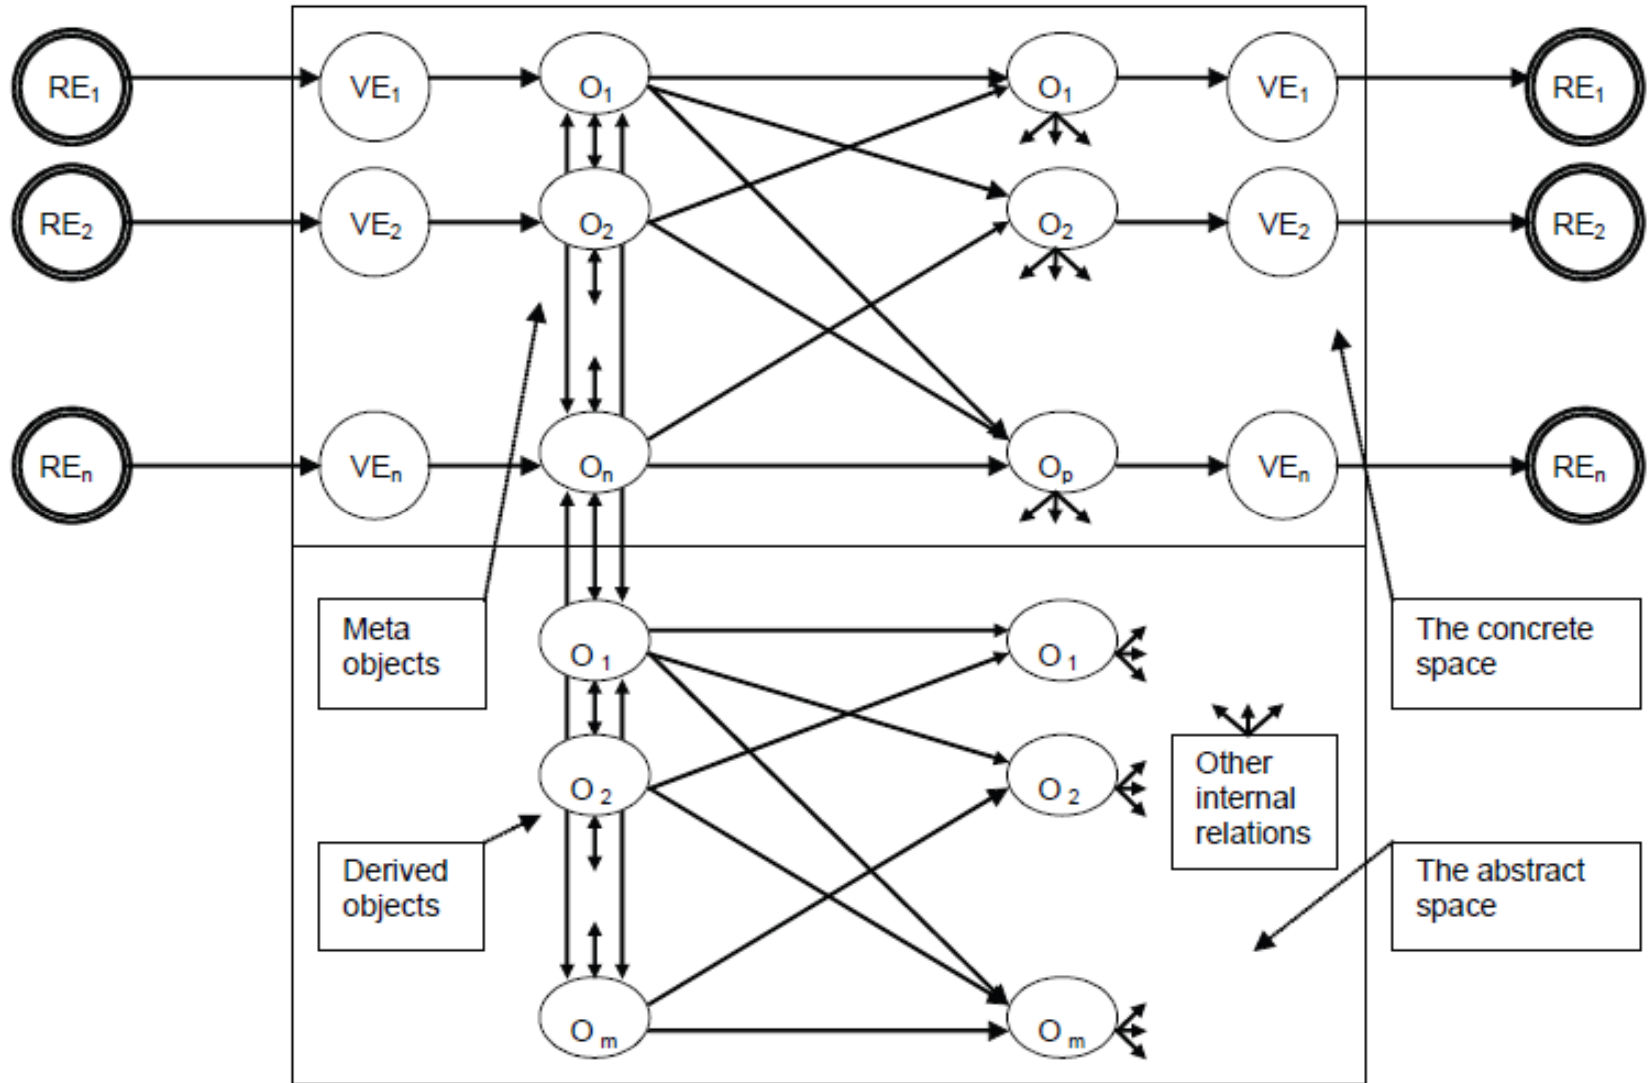 RE₁ VE₁ O₁ O₁ VE₁ RE₁
RE₂ VE₂ O₂ O₂ VE₂ RE₂
REₙ VEₙ Oₙ Oₚ VEₙ REₙ
Meta
objects
The concrete
space
O ₁ O ₁
O ₂ O ₂
Other
internal
relations
Derived
objects
The abstract
space
O ₘ O ₘ